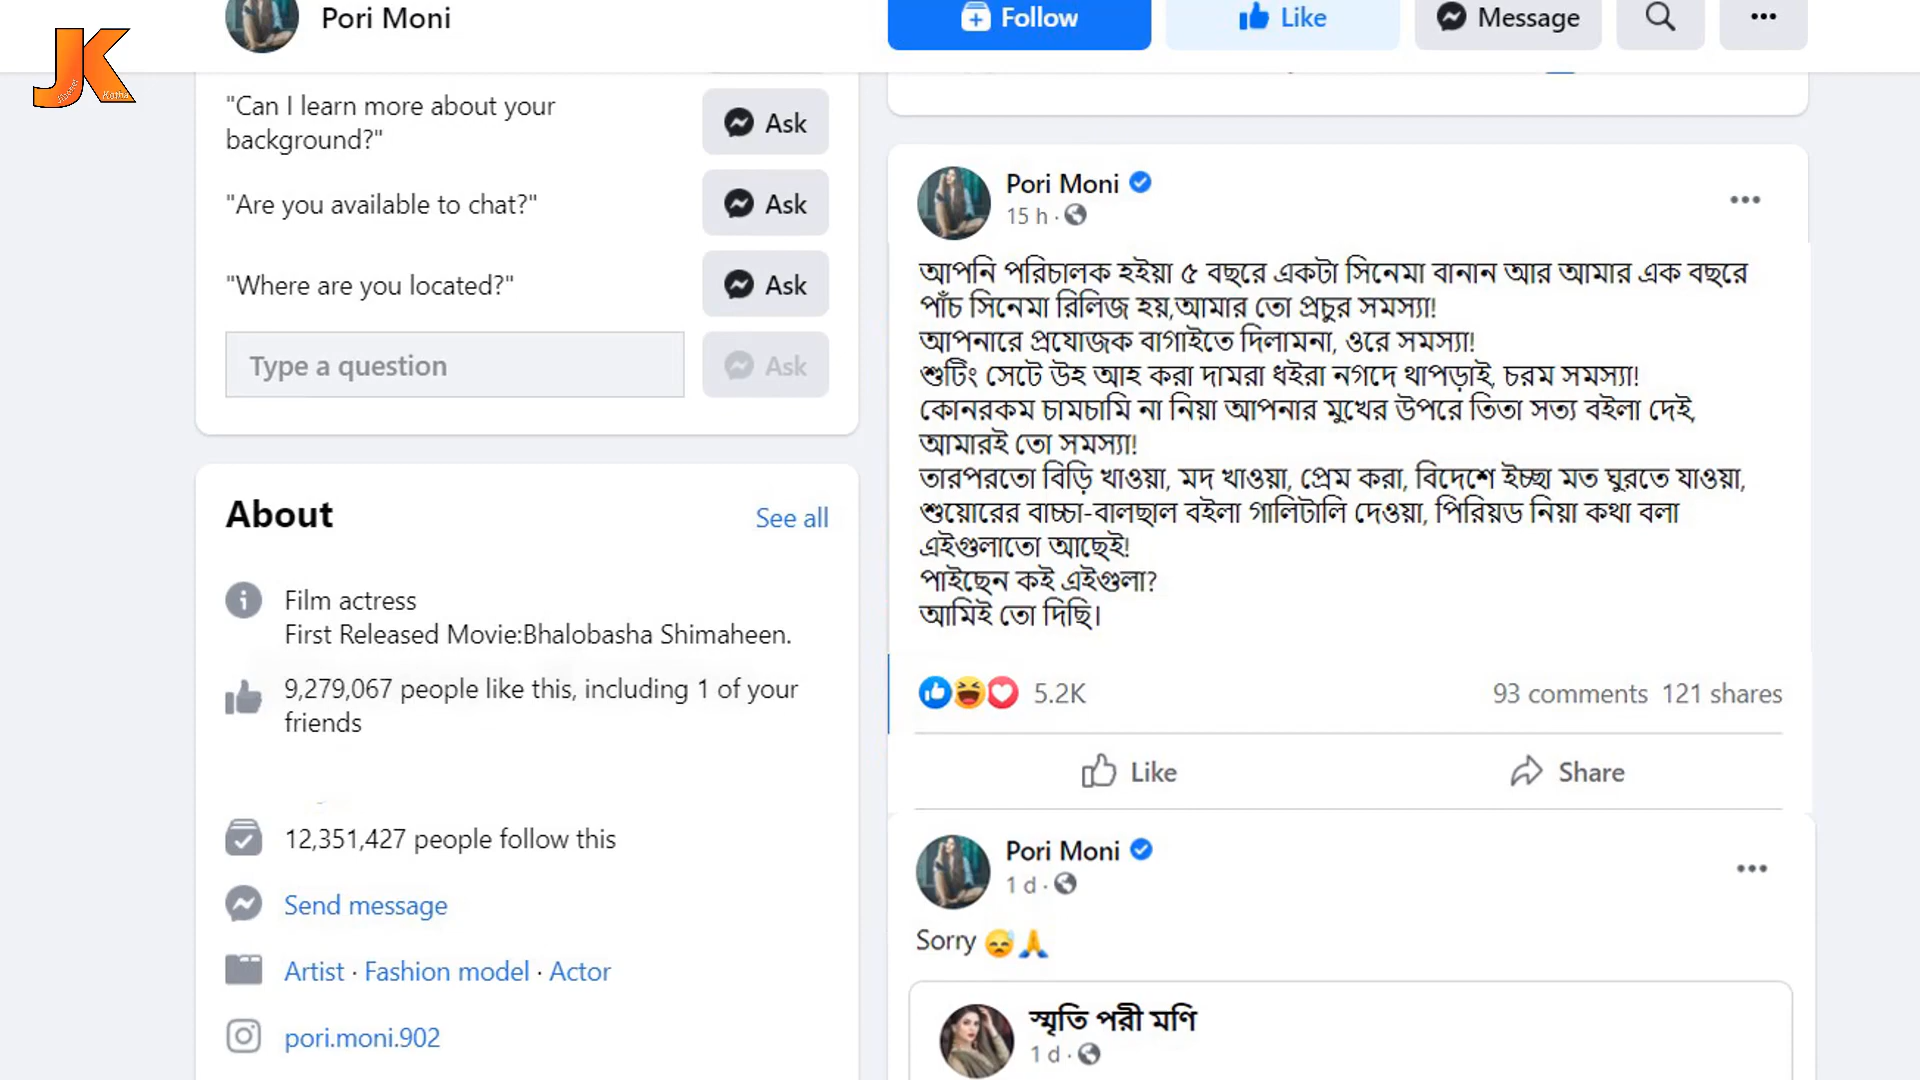 JK
Pori Moni
Follow
Like
Message
"Can I learn more about your
background?"
Ask
"Are you available to chat?"
Ask
"Where are you located?"
Ask
Type a question
Ask
About
See all
Film actress
First Released Movie:Bhalobasha Shimaheen.
9,279,067 people like this, including 1 of your
friends
12,351,427 people follow this
Send message
Artist · Fashion model · Actor
pori.moni.902
Pori Moni
15 h ·
আপনি পরিচালক হইয়া ৫ বছরে একটা সিনেমা বানান আর আমার এক বছরে
পাঁচ সিনেমা রিলিজ হয়,আমার তো প্রচুর সমস্যা!
আপনারে প্রযোজক বাগাইতে দিলামনা, ওরে সমস্যা!
শুটিং সেটে উহ আহ করা দামরা ধইরা নগদে থাপড়াই, চরম সমস্যা!
কোনরকম চামচামি না নিয়া আপনার মুখের উপরে তিতা সত্য বইলা দেই,
আমারই তো সমস্যা!
তারপরতো বিড়ি খাওয়া, মদ খাওয়া, প্রেম করা, বিদেশে ইচ্ছা মত ঘুরতে যাওয়া,
শুয়োরের বাচ্চা-বালছাল বইলা গালিটালি দেওয়া, পিরিয়ড নিয়া কথা বলা
এইগুলাতো আছেই!
পাইছেন কই এইগুলা?
আমিই তো দিছি।
5.2K
93 comments 121 shares
Like
Share
Pori Moni
1 d ·
Sorry 😓🙏
স্মৃতি পরী মণি
1 d ·